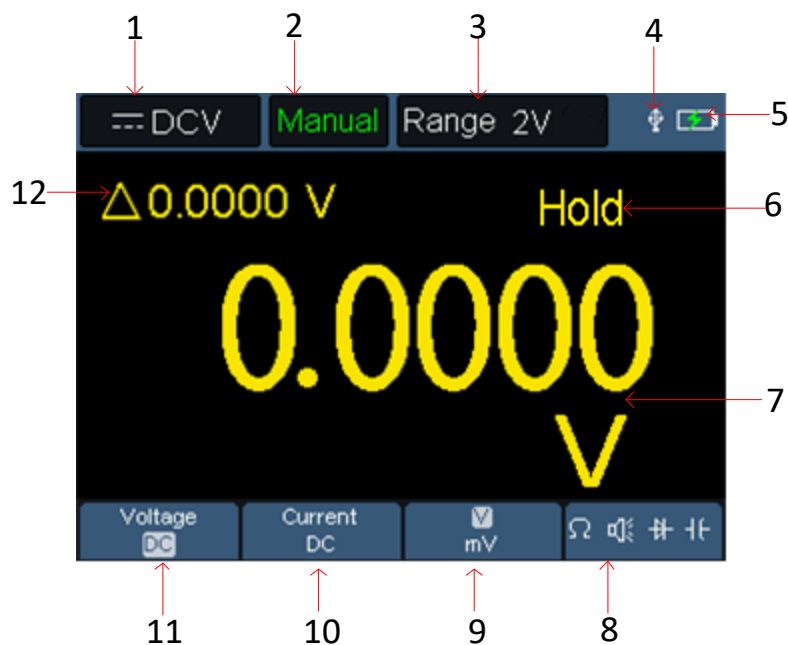 1 2 3 4
DCV Manual Range 2V
5
12
△0.0000 V Hold
6
0.0000
7
V
Voltage Current V Ω
DC DC mV
11 10 9 8